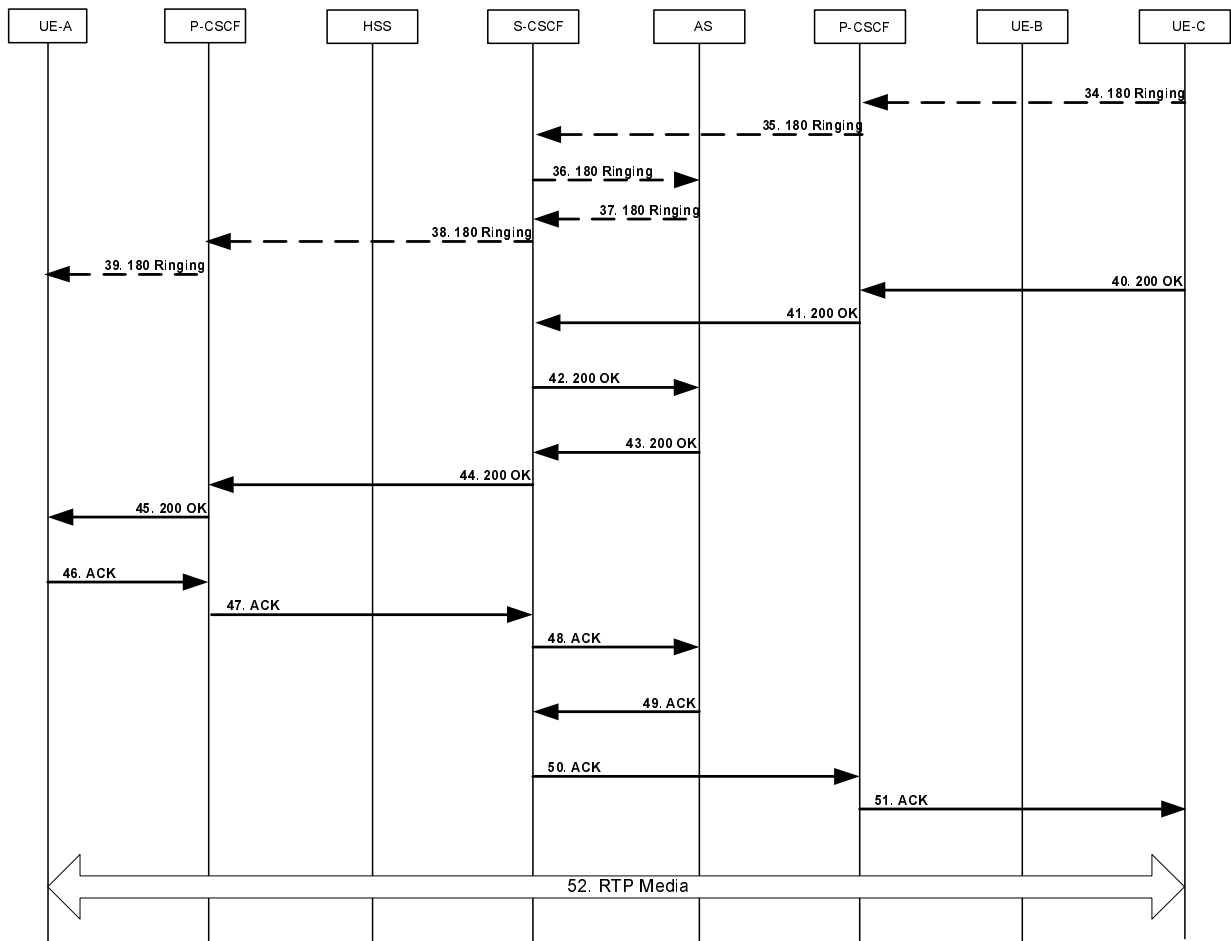 UE-A
P-CSCF
HSS
S-CSCF
AS
P-CSCF
UE-B
UE-C
34. 180 Ringing
35. 180 Ringing
36. 180 Ringing
37. 180 Ringing
38. 180 Ringing
39. 180 Ringing
40. 200 OK
41. 200 OK
42. 200 OK
43. 200 OK
44. 200 OK
45. 200 OK
46. ACK
47. ACK
48. ACK
49. ACK
50. ACK
51. ACK
52. RTP Media